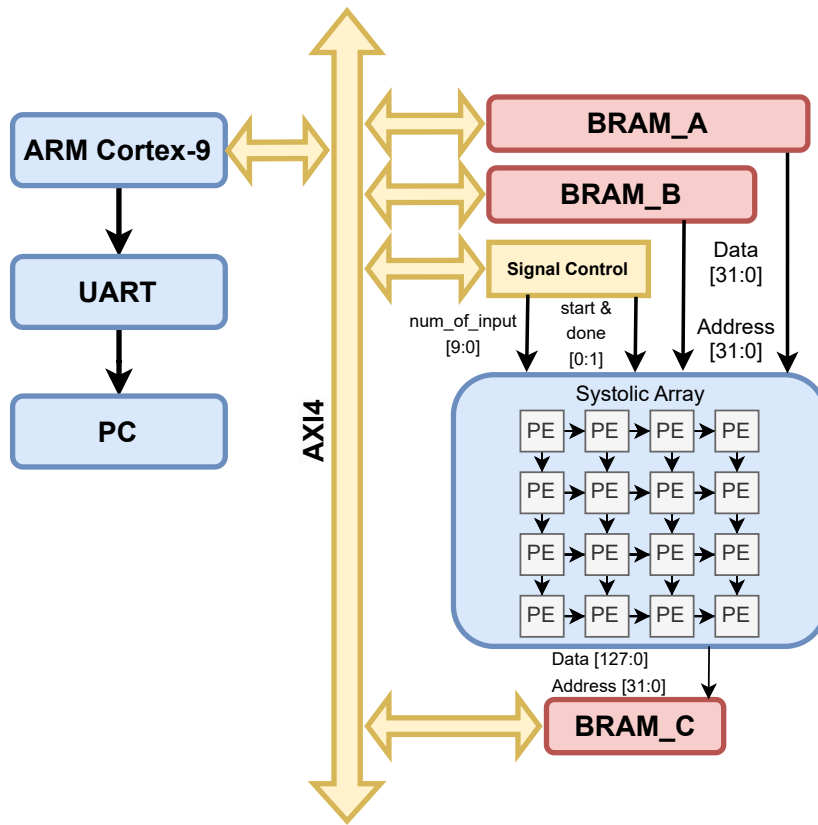 ARM Cortex-9
UART
PC
AXI4
BRAM_A
BRAM_B
Signal Control
num_of_input
[9:0]
start &
done
[0:1]
Data
[31:0]
Address
[31:0]
Systolic Array
PE PE PE PE
PE PE PE PE
PE PE PE PE
PE PE PE PE
Data [127:0]
Address [31:0]
BRAM_C